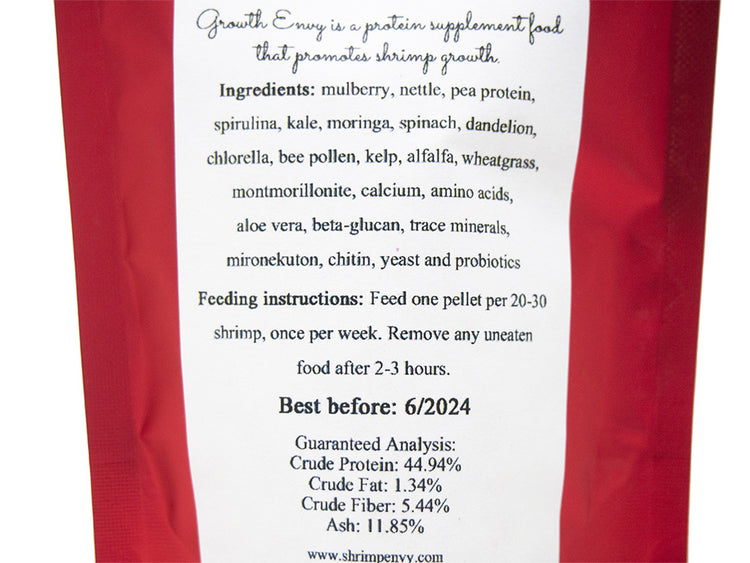 Growth Envy is a protein supplement food
that promotes shrimp growth.
Ingredients: mulberry, nettle, pea protein,
spirulina, kale, moringa, spinach, dandelion,
chlorella, bee pollen, kelp, alfalfa, wheatgrass,
montmorillonite, calcium, amino acids,
aloe vera, beta-glucan, trace minerals,
mironekuton, chitin, yeast and probiotics
Feeding instructions: Feed one pellet per 20-30
shrimp, once per week. Remove any uneaten
food after 2-3 hours.
Best before: 6/2024
Guaranteed Analysis:
Crude Protein: 44.94%
Crude Fat: 1.34%
Crude Fiber: 5.44%
Ash: 11.85%
www.shrimpenvy.com